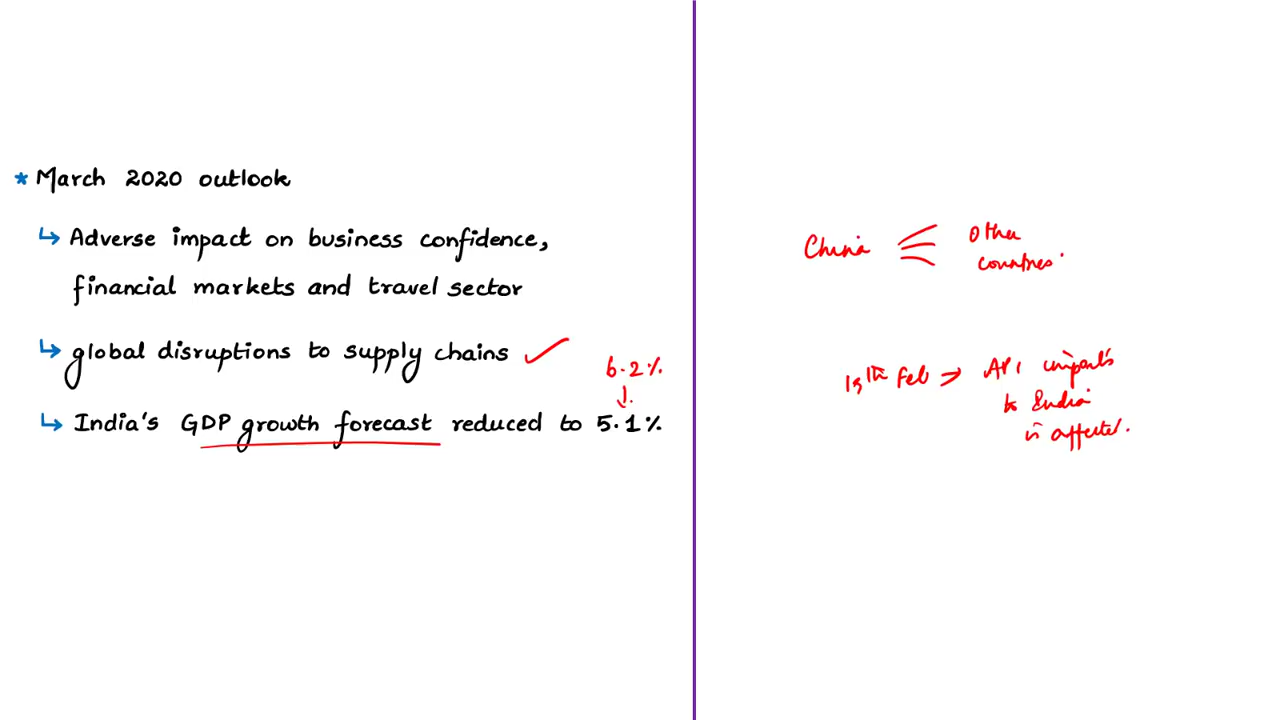 * March 2020 outlook
↳ Adverse impact on business confidence,
financial markets and travel sector
↳ global disruptions to supply chains ✓
6.2%
↓
↳ India's GDP growth forecast reduced to 5.1%
China
Other
countries.
Feb → API imports
to India
is affected.